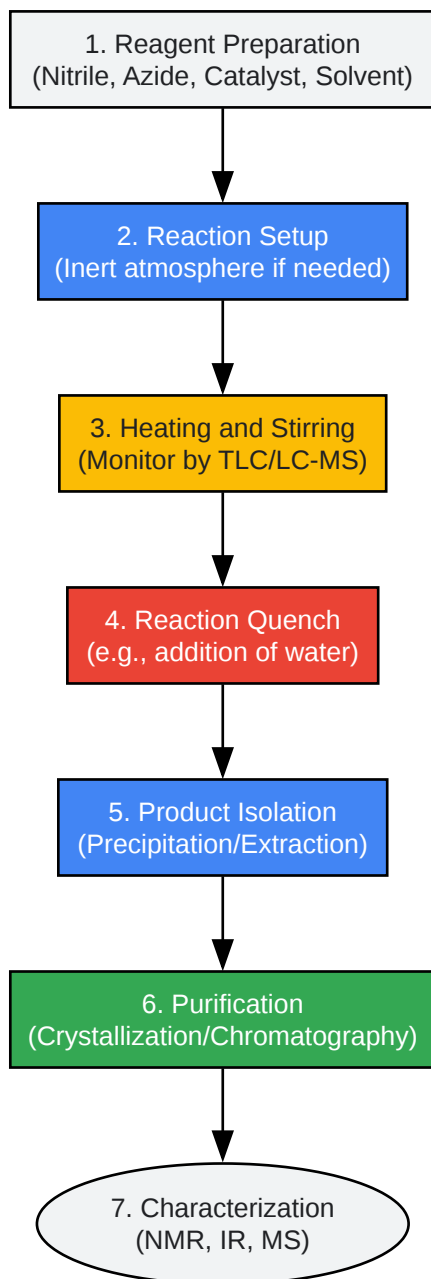 1. Reagent Preparation
(Nitrile, Azide, Catalyst, Solvent)
2. Reaction Setup
(Inert atmosphere if needed)
3. Heating and Stirring
(Monitor by TLC/LC-MS)
4. Reaction Quench
(e.g., addition of water)
5. Product Isolation
(Precipitation/Extraction)
6. Purification
(Crystallization/Chromatography)
7. Characterization
(NMR, IR, MS)